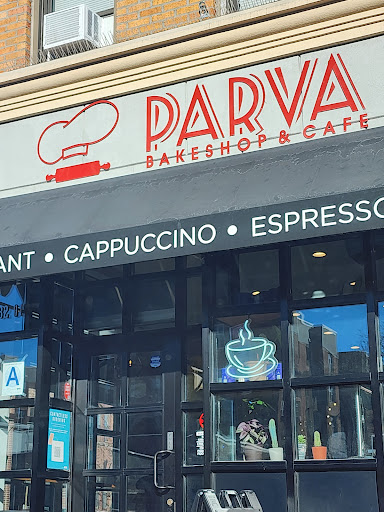 PARVA
BAKESHOP & CAFE
ANT • CAPPUCCINO • ESPRESSO
A